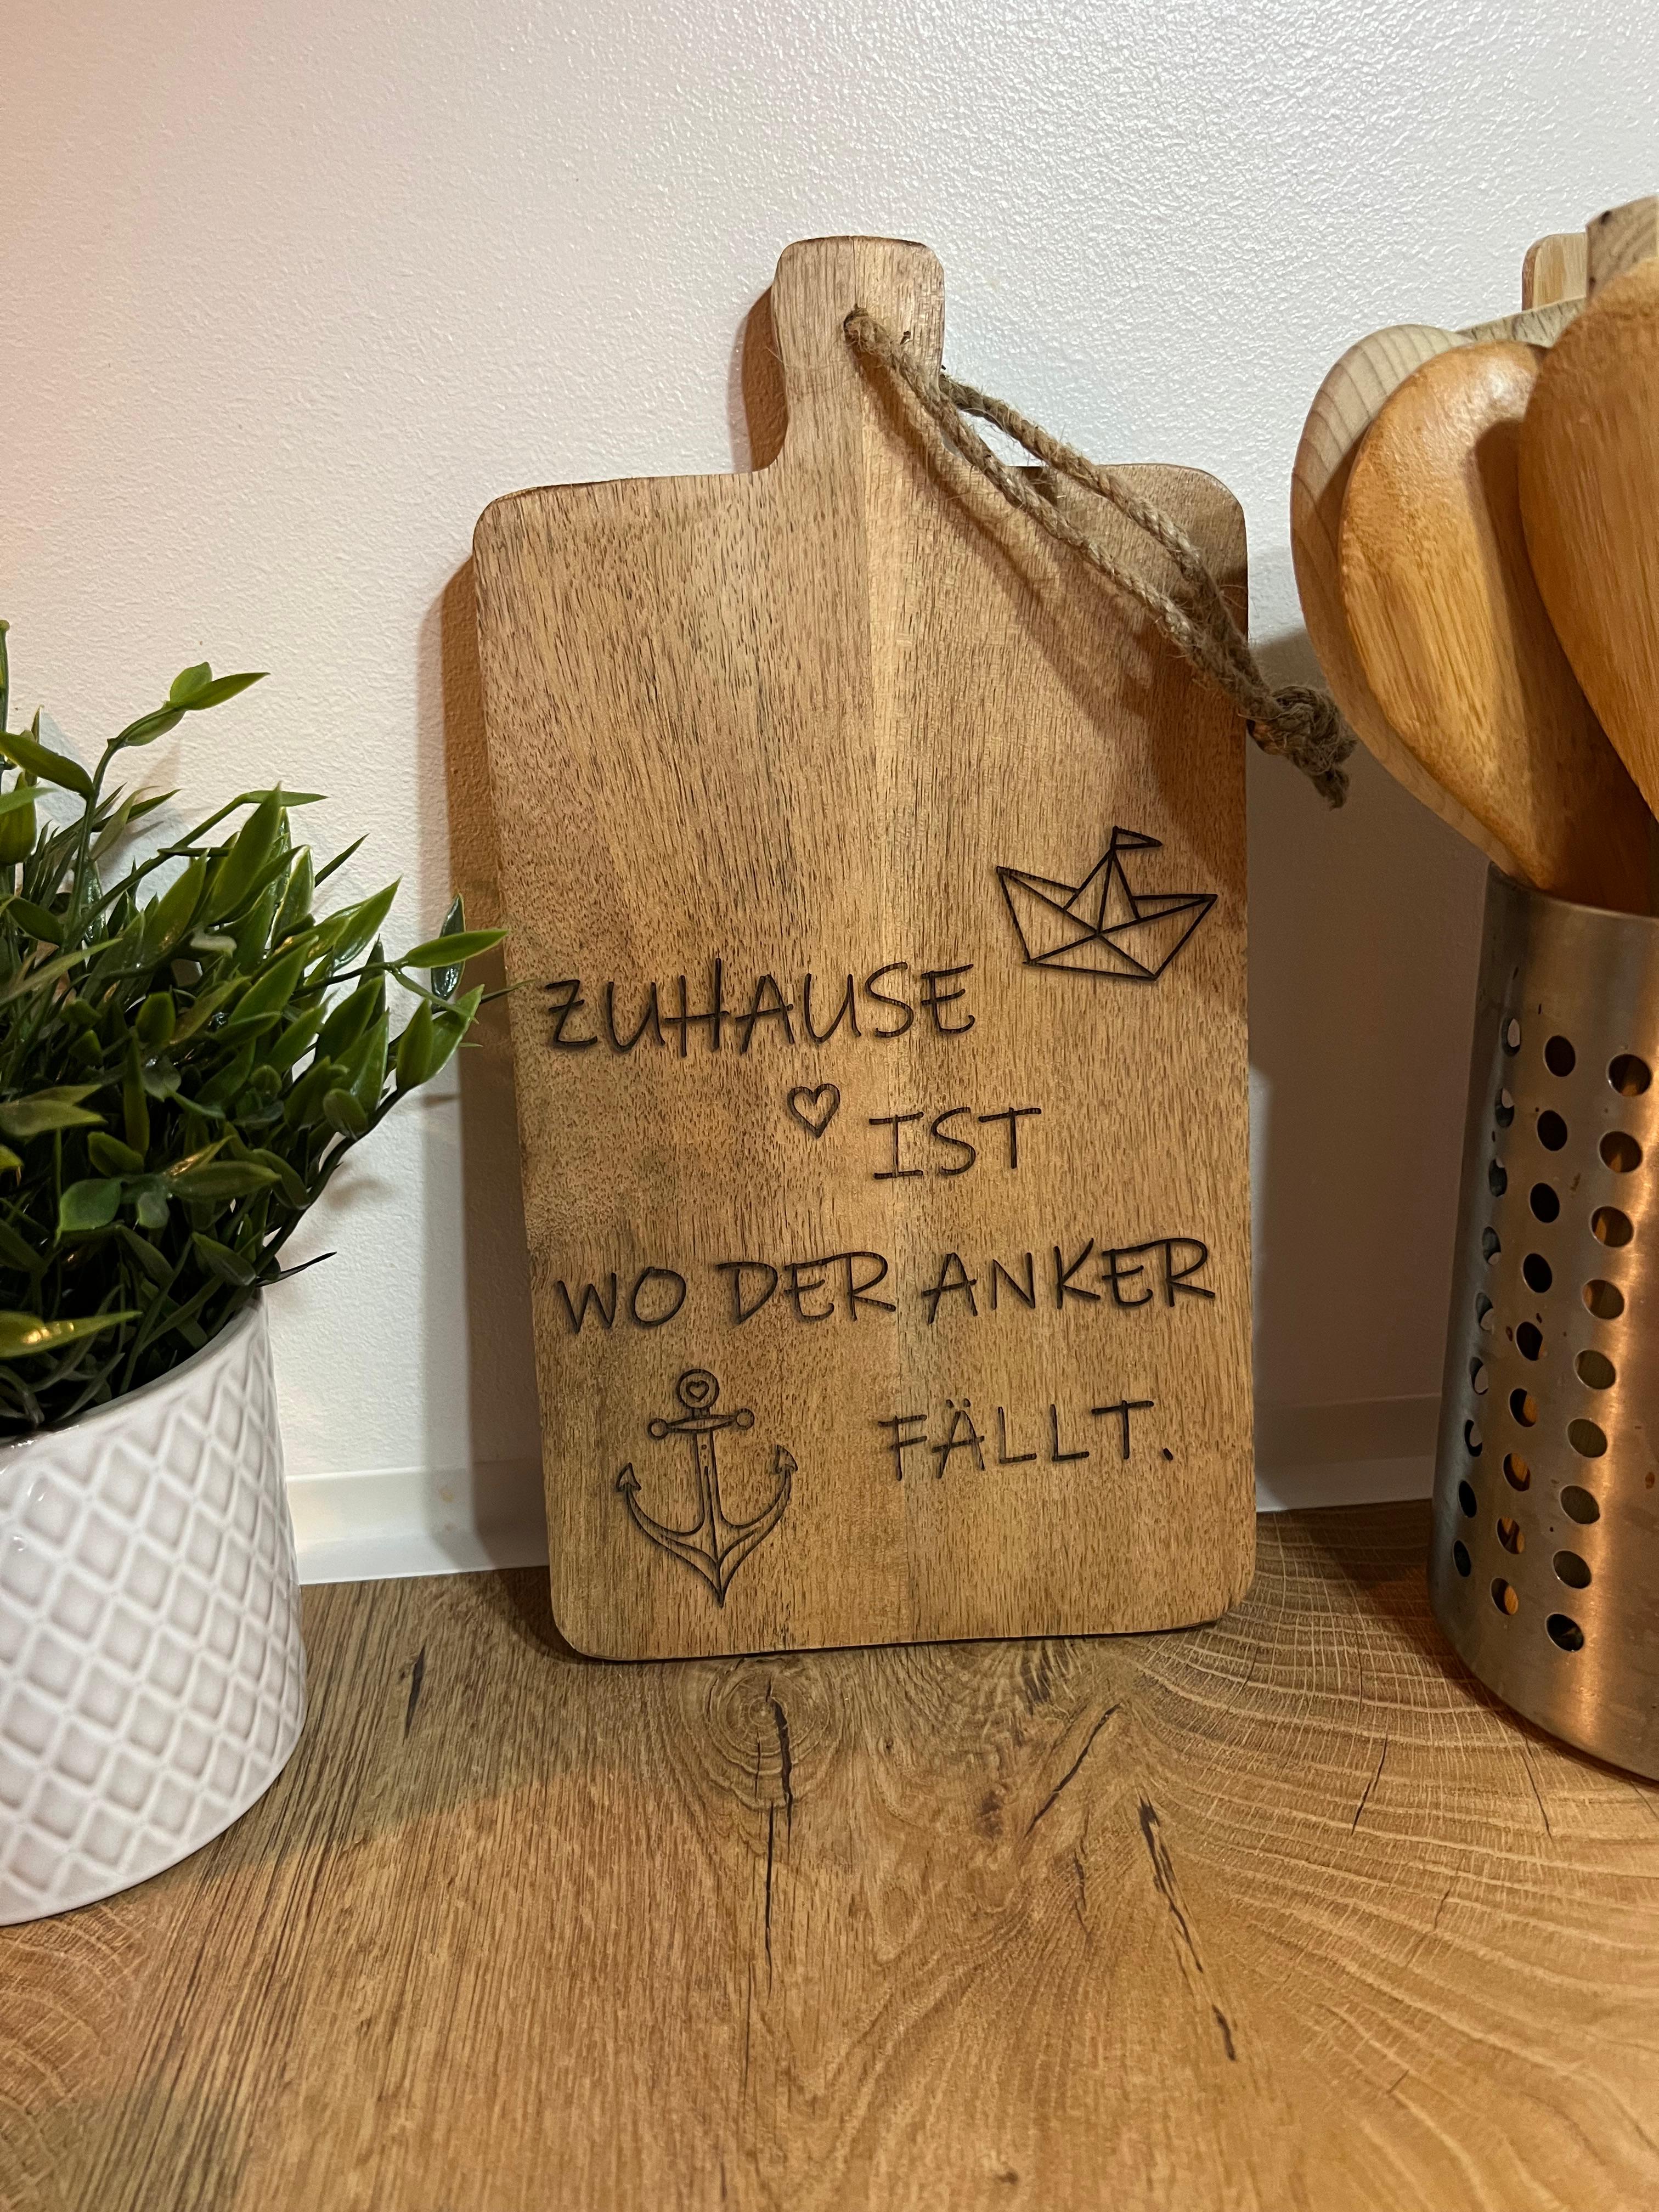 ZUHAUSE
IST
WO DER ANKER
FÄLLT.